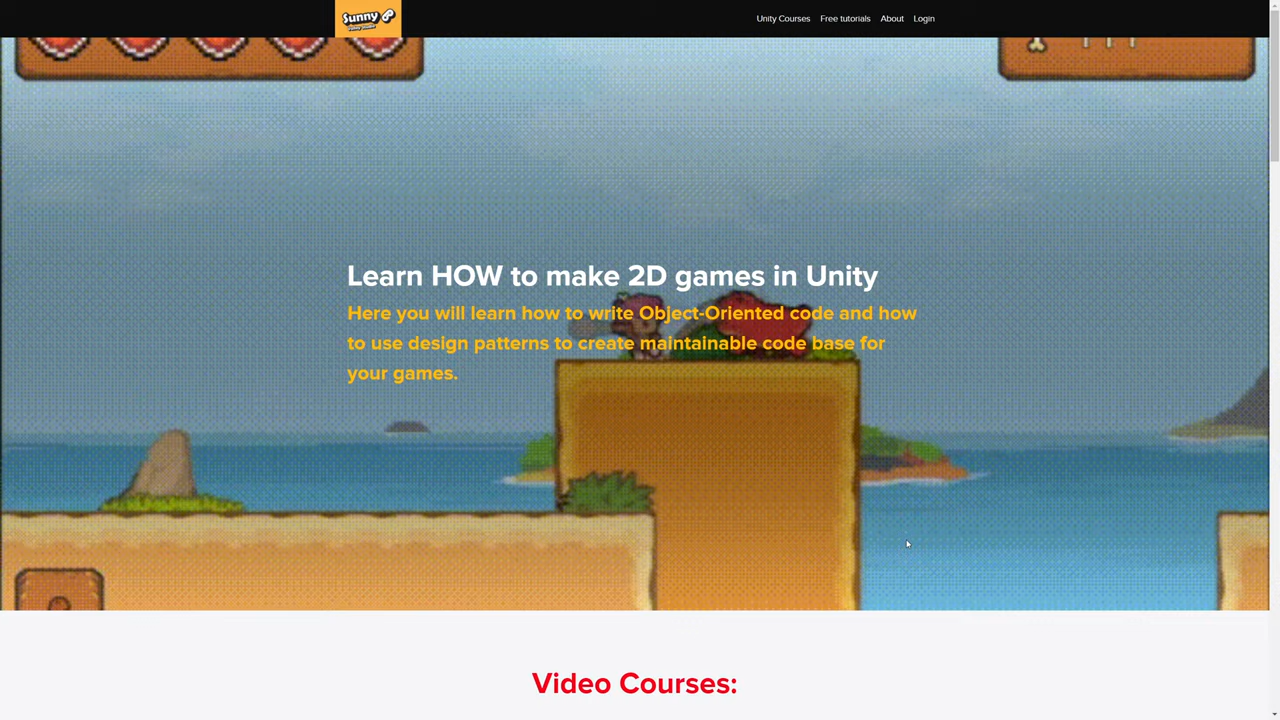 Sunny
Unity Courses Free tutorials About Login
Learn HOW to make 2D games in Unity
Here you will learn how to write Object-Oriented code and how
to use design patterns to create maintainable code base for
your games.
Video Courses: